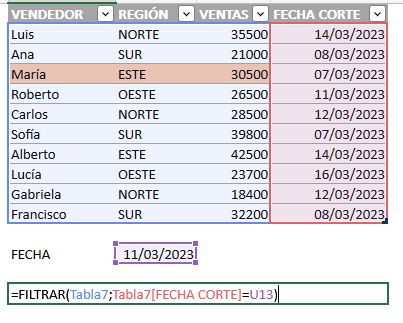 VENDEDOR REGIÓN VENTAS FECHA CORTE
Luis NORTE 35500 14/03/2023
Ana SUR 21000 08/03/2023
María ESTE 30500 07/03/2023
Roberto OESTE 26500 11/03/2023
Carlos NORTE 28500 12/03/2023
Sofía SUR 39800 07/03/2023
Alberto ESTE 42500 14/03/2023
Lucía OESTE 23700 16/03/2023
Gabriela NORTE 18400 12/03/2023
Francisco SUR 32200 08/03/2023
FECHA 11/03/2023
=FILTRAR(Tabla7;Tabla7[FECHA CORTE]=U13)